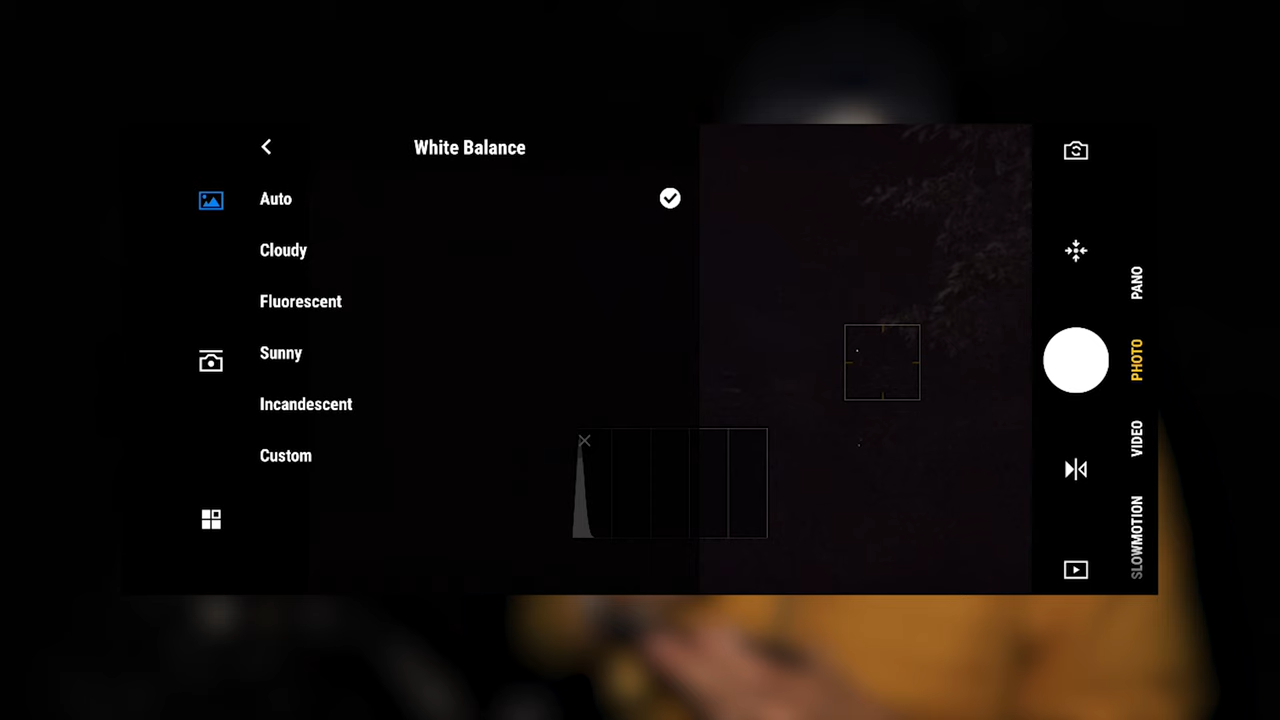 White Balance
Auto
Cloudy
Fluorescent
Sunny
Incandescent
Custom
PANO
PHOTO
VIDEO
SLOWMOTION